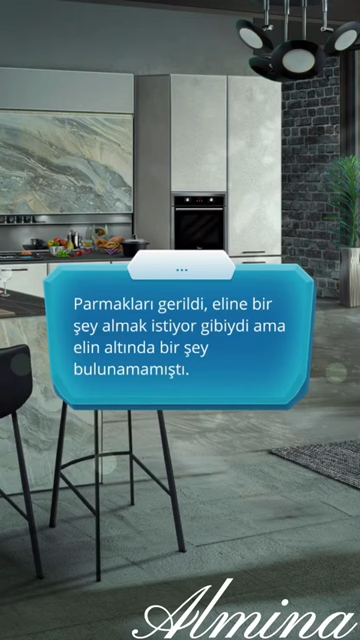 ...
Parmakları gerildi, eline bir
şey almak istiyor gibiydi ama
elin altında bir şey
bulunamamıştı.
Almina